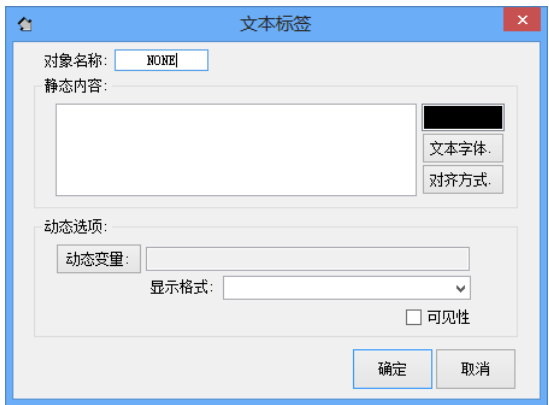 文本标签
对象名称: NONE
静态内容:
文本字体.
对齐方式.
动态选项:
动态变量:
显示格式:
可见性
确定 取消